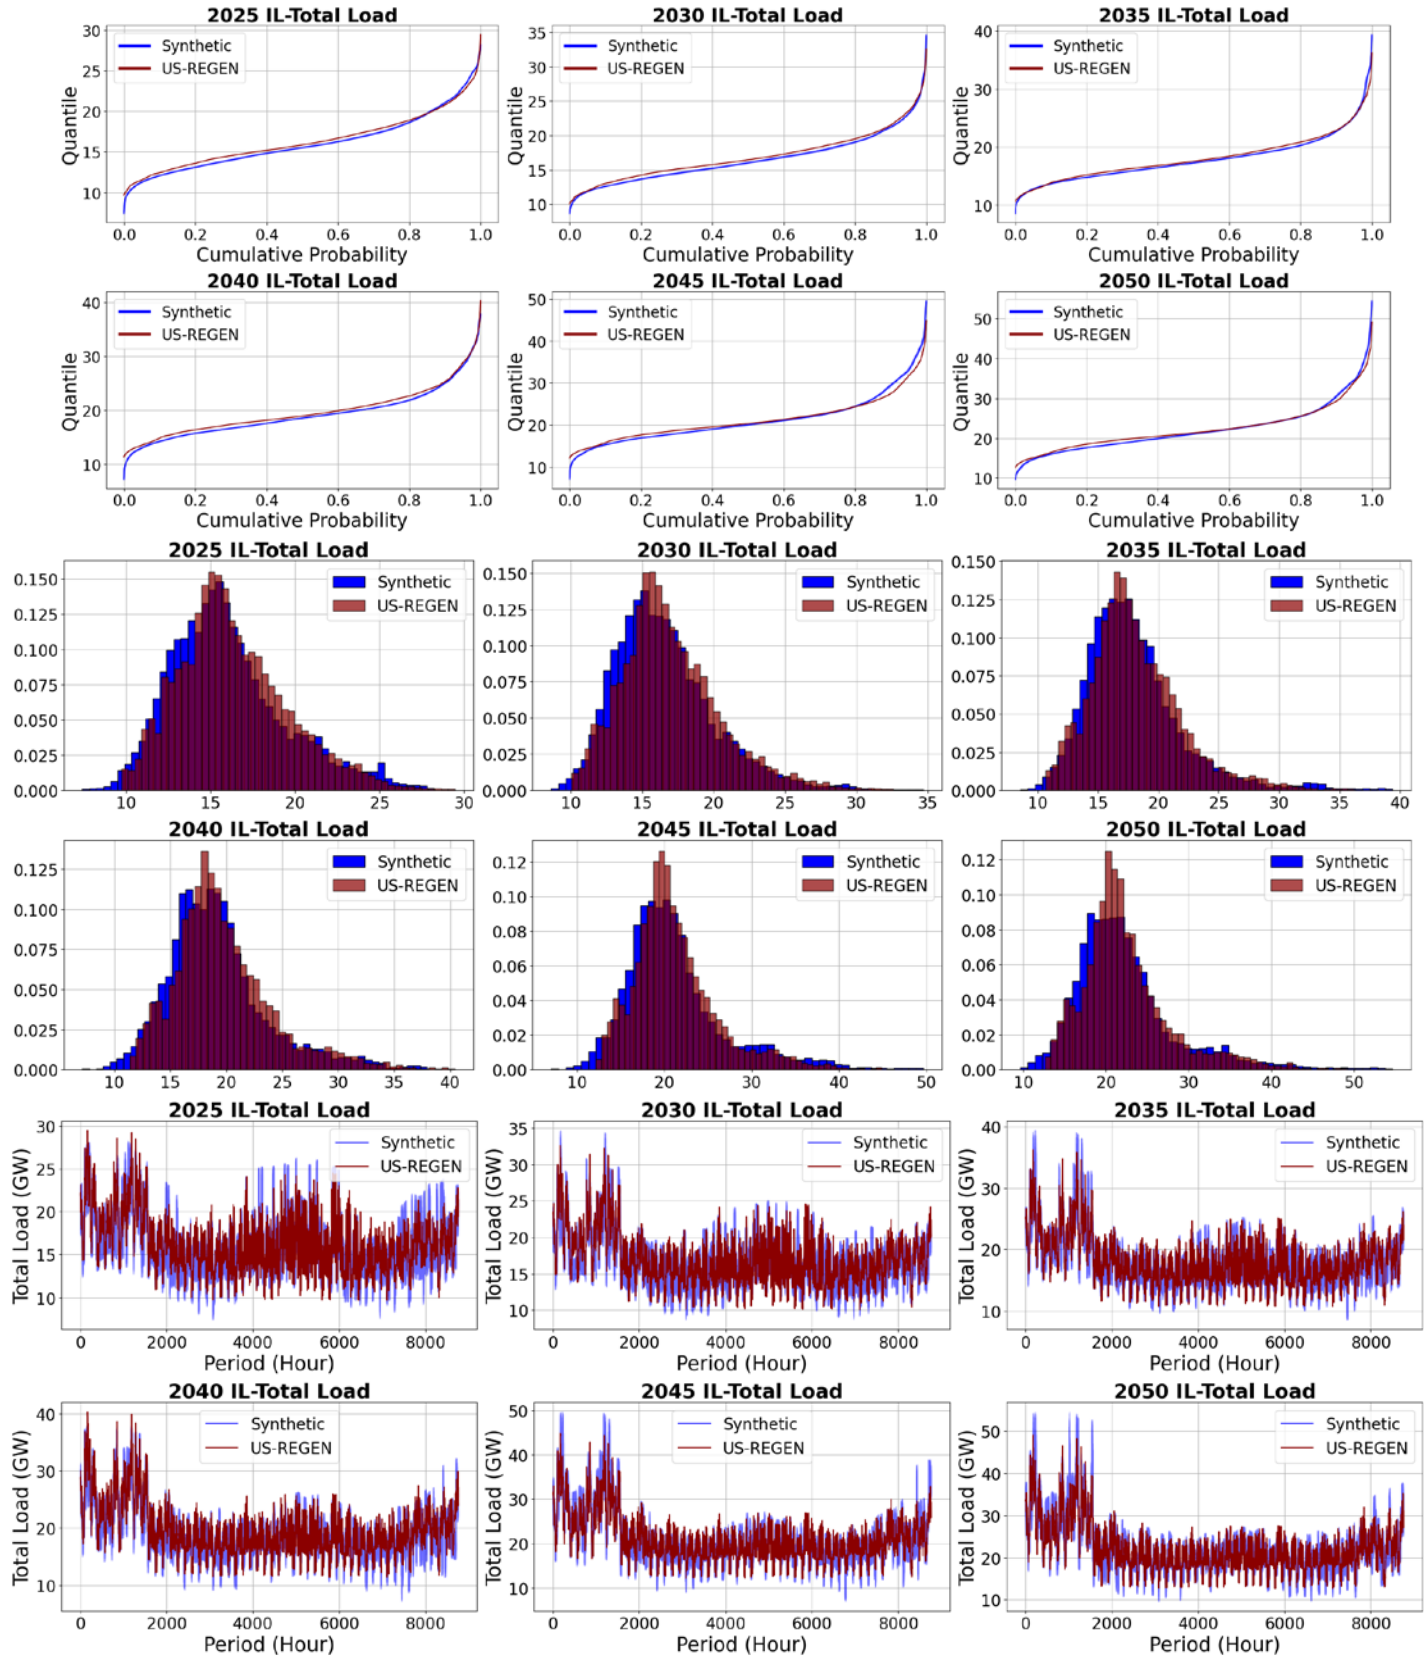 2025 IL-Total Load 2030 IL-Total Load 2035 IL-Total Load
Quantile
30
25
20
15
10
Synthetic
US-REGEN
0.0 0.2 0.4 0.6 0.8 1.0
Cumulative Probability
35
30
25
20
15
10
Synthetic
US-REGEN
0.0 0.2 0.4 0.6 0.8 1.0
Cumulative Probability
Quantile
40
30
20
10
Synthetic
US-REGEN
0.0 0.2 0.4 0.6 0.8 1.0
Cumulative Probability
Quantile
2040 IL-Total Load 2045 IL-Total Load 2050 IL-Total Load
Quantile
40
30
20
10
Synthetic
US-REGEN
0.0 0.2 0.4 0.6 0.8 1.0
Cumulative Probability
Quantile
50
40
30
20
10
Synthetic
US-REGEN
0.0 0.2 0.4 0.6 0.8 1.0
Cumulative Probability
Quantile
50
40
30
20
10
Synthetic
US-REGEN
0.0 0.2 0.4 0.6 0.8 1.0
Cumulative Probability
2025 IL-Total Load 2030 IL-Total Load 2035 IL-Total Load
0.150
0.125
0.100
0.075
0.050
0.025
0.000
Synthetic
US-REGEN
10 15 20 25 30
0.150
0.125
0.100
0.075
0.050
0.025
0.000
Synthetic
US-REGEN
10 15 20 25 30 35
0.150
0.125
0.100
0.075
0.050
0.025
0.000
Synthetic
US-REGEN
10 15 20 25 30 35 40
2040 IL-Total Load 2045 IL-Total Load 2050 IL-Total Load
0.125
0.100
0.075
0.050
0.025
0.000
Synthetic
US-REGEN
10 15 20 25 30 35 40
0.12
0.10
0.08
0.06
0.04
0.02
0.00
Synthetic
US-REGEN
10 20 30 40 50
0.12
0.10
0.08
0.06
0.04
0.02
0.00
Synthetic
US-REGEN
10 20 30 40 50
2025 IL-Total Load 2030 IL-Total Load 2035 IL-Total Load
Total Load (GW)
30
25
20
15
10
Synthetic
US-REGEN
0 2000 4000 6000 8000
Period (Hour)
Total Load (GW)
35
30
25
20
15
10
Synthetic
US-REGEN
0 2000 4000 6000 8000
Period (Hour)
Total Load (GW)
40
30
20
10
Synthetic
US-REGEN
0 2000 4000 6000 8000
Period (Hour)
2040 IL-Total Load 2045 IL-Total Load 2050 IL-Total Load
Total Load (GW)
40
30
20
10
Synthetic
US-REGEN
0 2000 4000 6000 8000
Period (Hour)
Total Load (GW)
50
40
30
20
10
Synthetic
US-REGEN
0 2000 4000 6000 8000
Period (Hour)
Total Load (GW)
50
40
30
20
10
Synthetic
US-REGEN
0 2000 4000 6000 8000
Period (Hour)